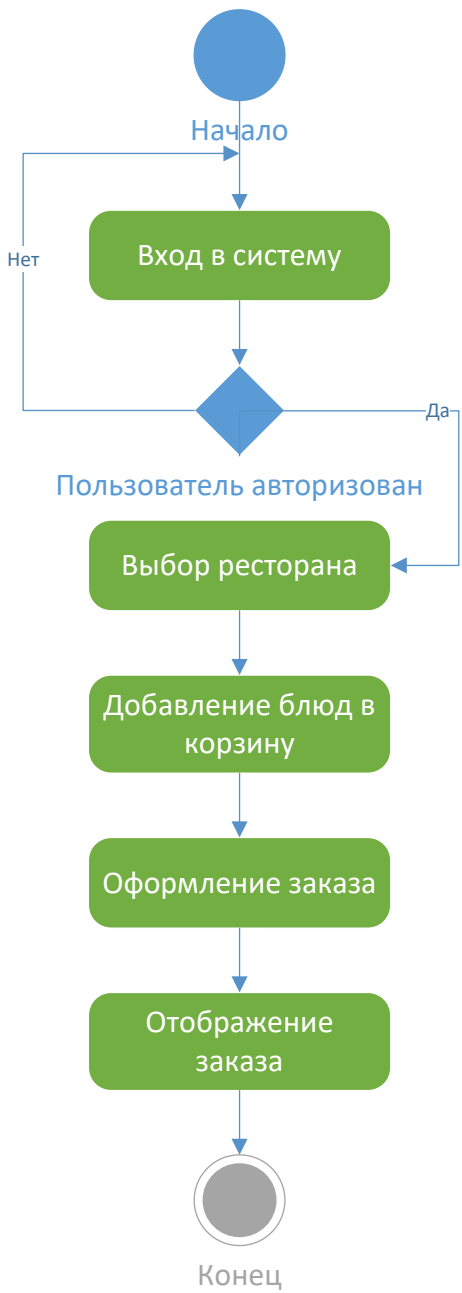 Начало
Нет
Вход в систему
Да
Пользователь авторизован
Выбор ресторана
Добавление блюд в
корзину
Оформление заказа
Отображение
заказа
Конец